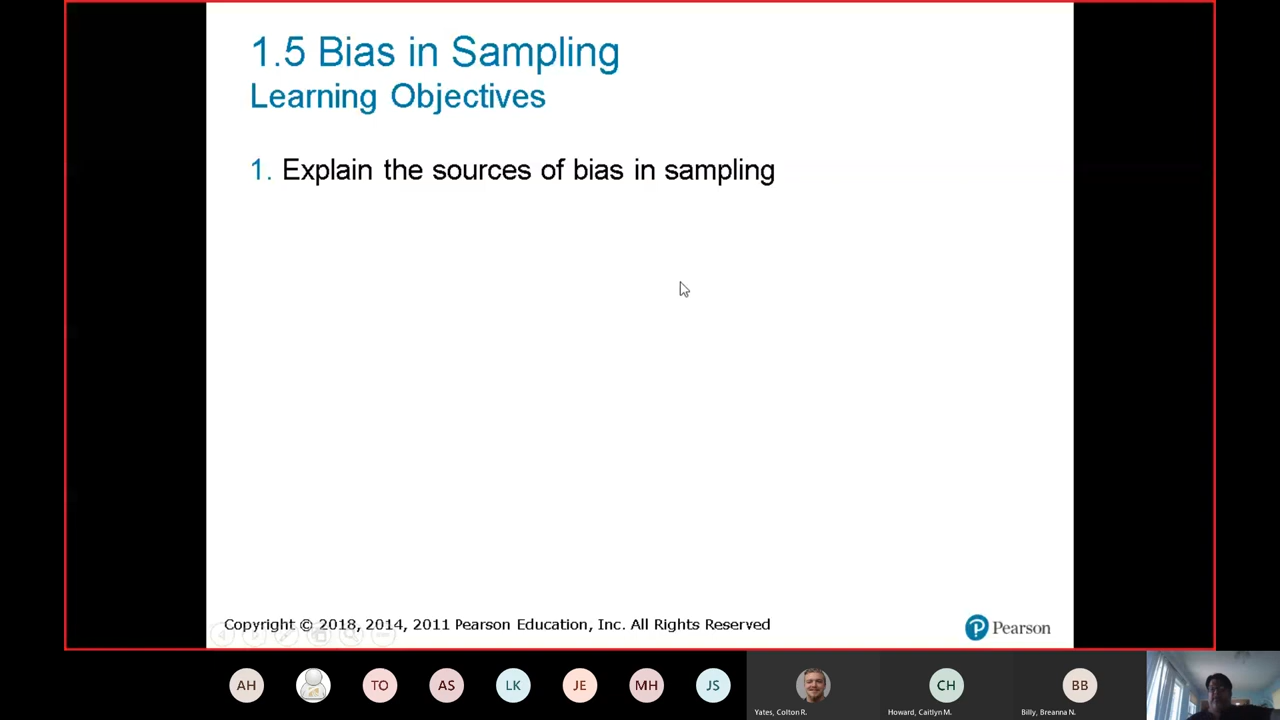 1.5 Bias in Sampling
Learning Objectives
1. Explain the sources of bias in sampling
Copyright © 2018, 2014, 2011 Pearson Education, Inc. All Rights Reserved
P Pearson
AH
TO
AS
LK
JE
MH
JS
CH
BB
Yates, Colton R.
Howard, Caitlyn M.
Billy, Breanna N.